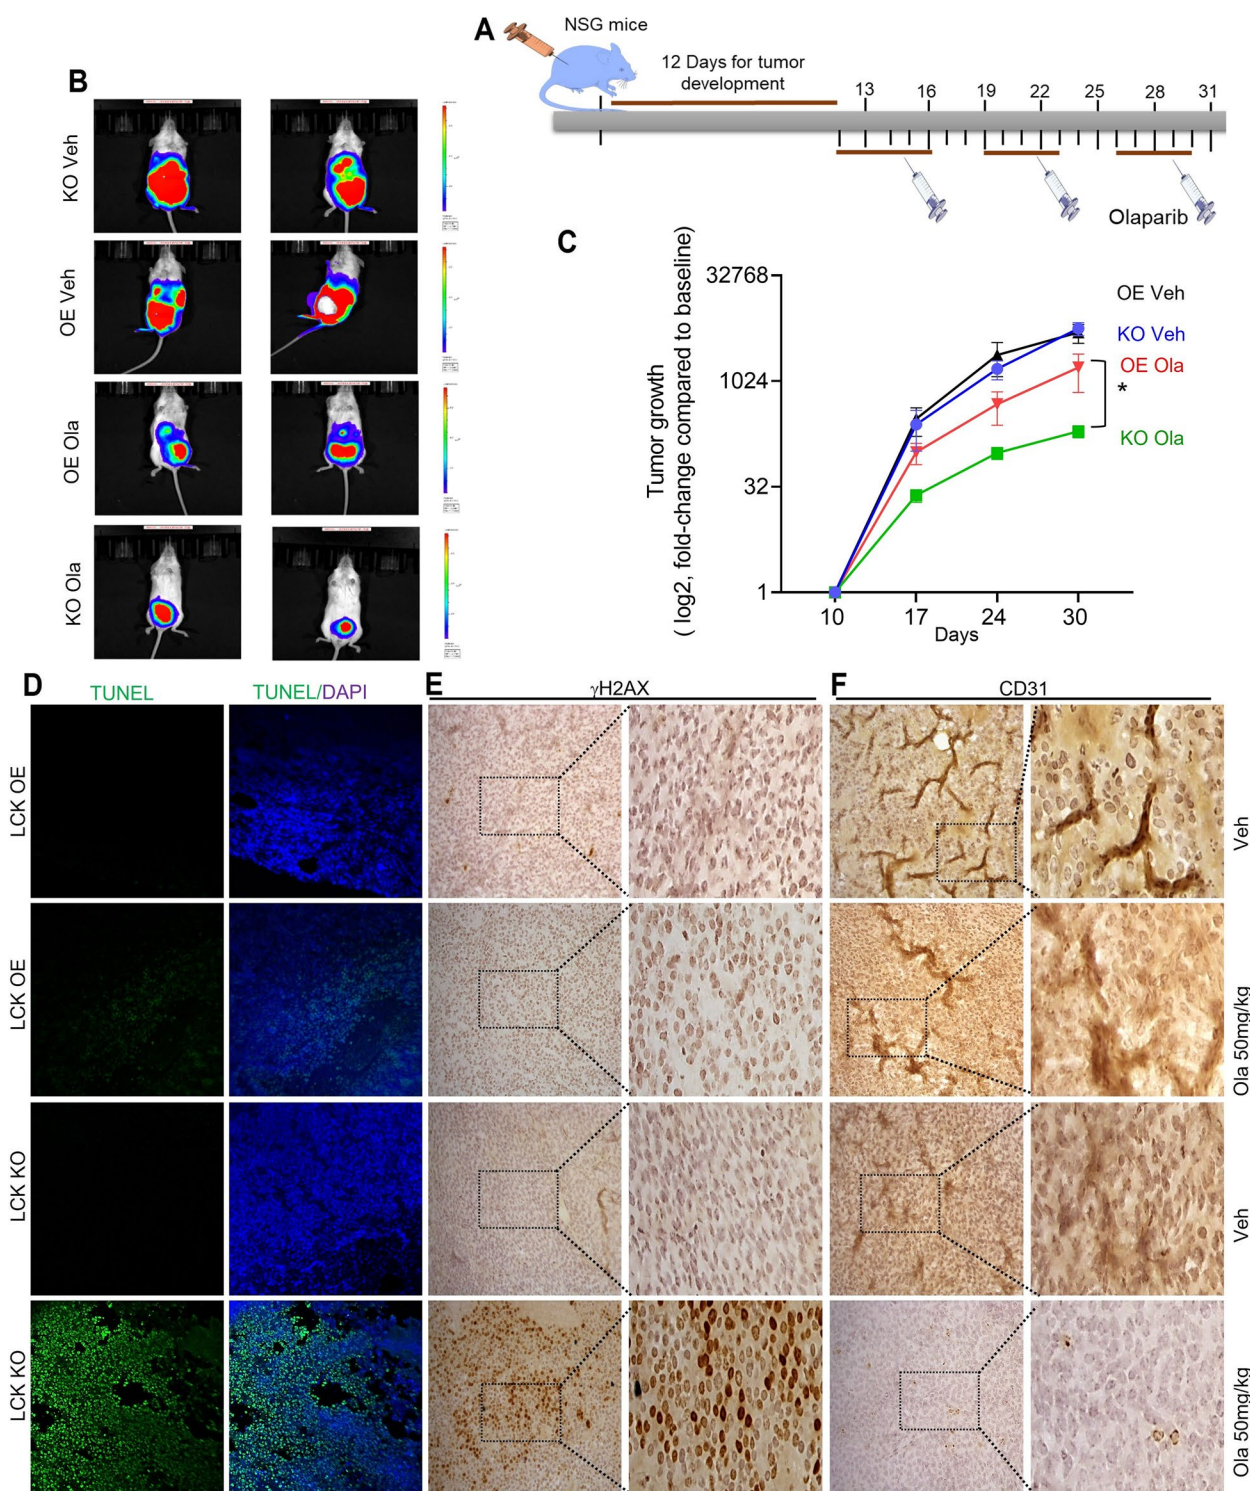 A
NSG mice
12 Days for tumor
development
13
16
19
22
25
28
31
Olaparib
B
KO Veh
OE Veh
OE Ola
KO Ola
C
Tumor growth
( log2, fold-change compared to baseline)
32768
1024
32
1
10
17
24
30
Days
OE Veh
KO Veh
OE Ola
*
KO Ola
D
TUNEL
TUNEL/DAPI
E
γH2AX
F
CD31
LCK OE
Veh
LCK OE
Ola 50mg/kg
LCK KO
Veh
LCK KO
Ola 50mg/kg